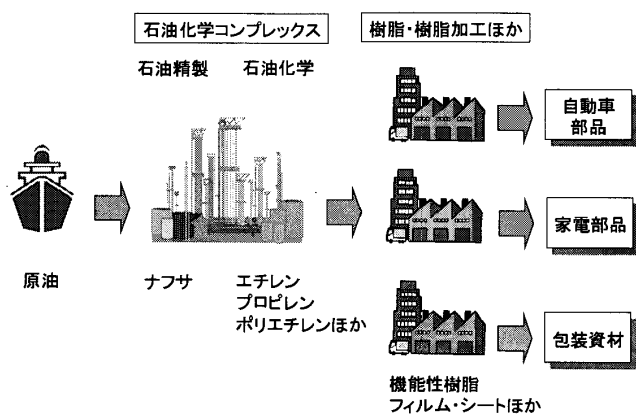 石油化学コンプレックス
樹脂・樹脂加工ほか
石油精製
石油化学
自動車
部品
家電部品
原油
ナフサ
エチレン
プロピレン
ポリエチレンほか
包装資材
機能性樹脂
フィルム・シートほか